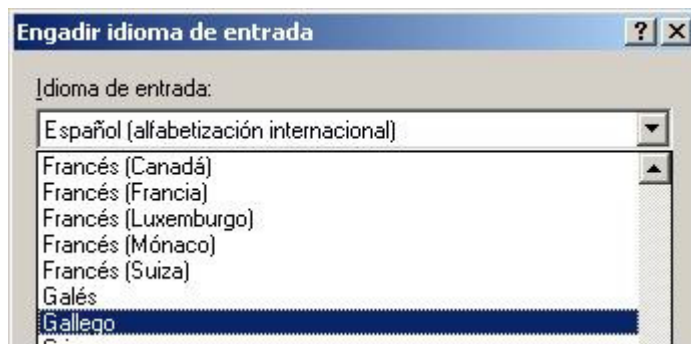 Engadir idioma de entrada
Idioma de entrada:
Español (alfabetización internacional)
Francés (Canadá)
Francés (Francia)
Francés (Luxemburgo)
Francés (Mónaco)
Francés (Suiza)
Galés
Gallego